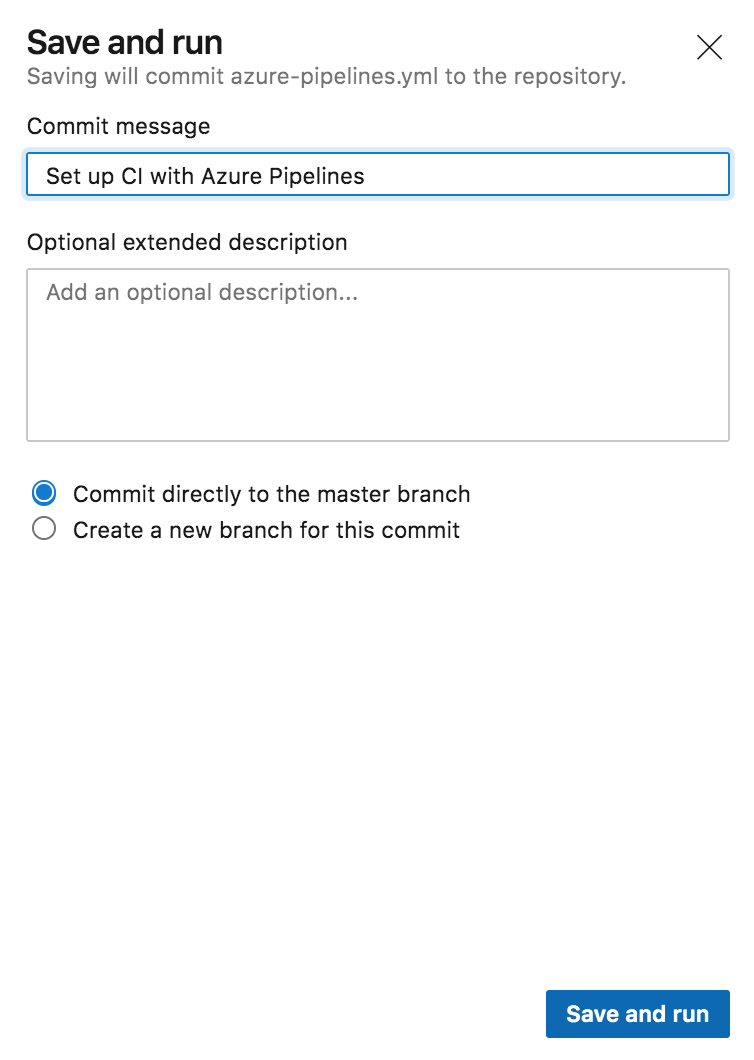 Save and run
Saving will commit azure-pipelines.yml to the repository.
Commit message
Set up CI with Azure Pipelines
Optional extended description
Add an optional description...
Commit directly to the master branch
Create a new branch for this commit
Save and run